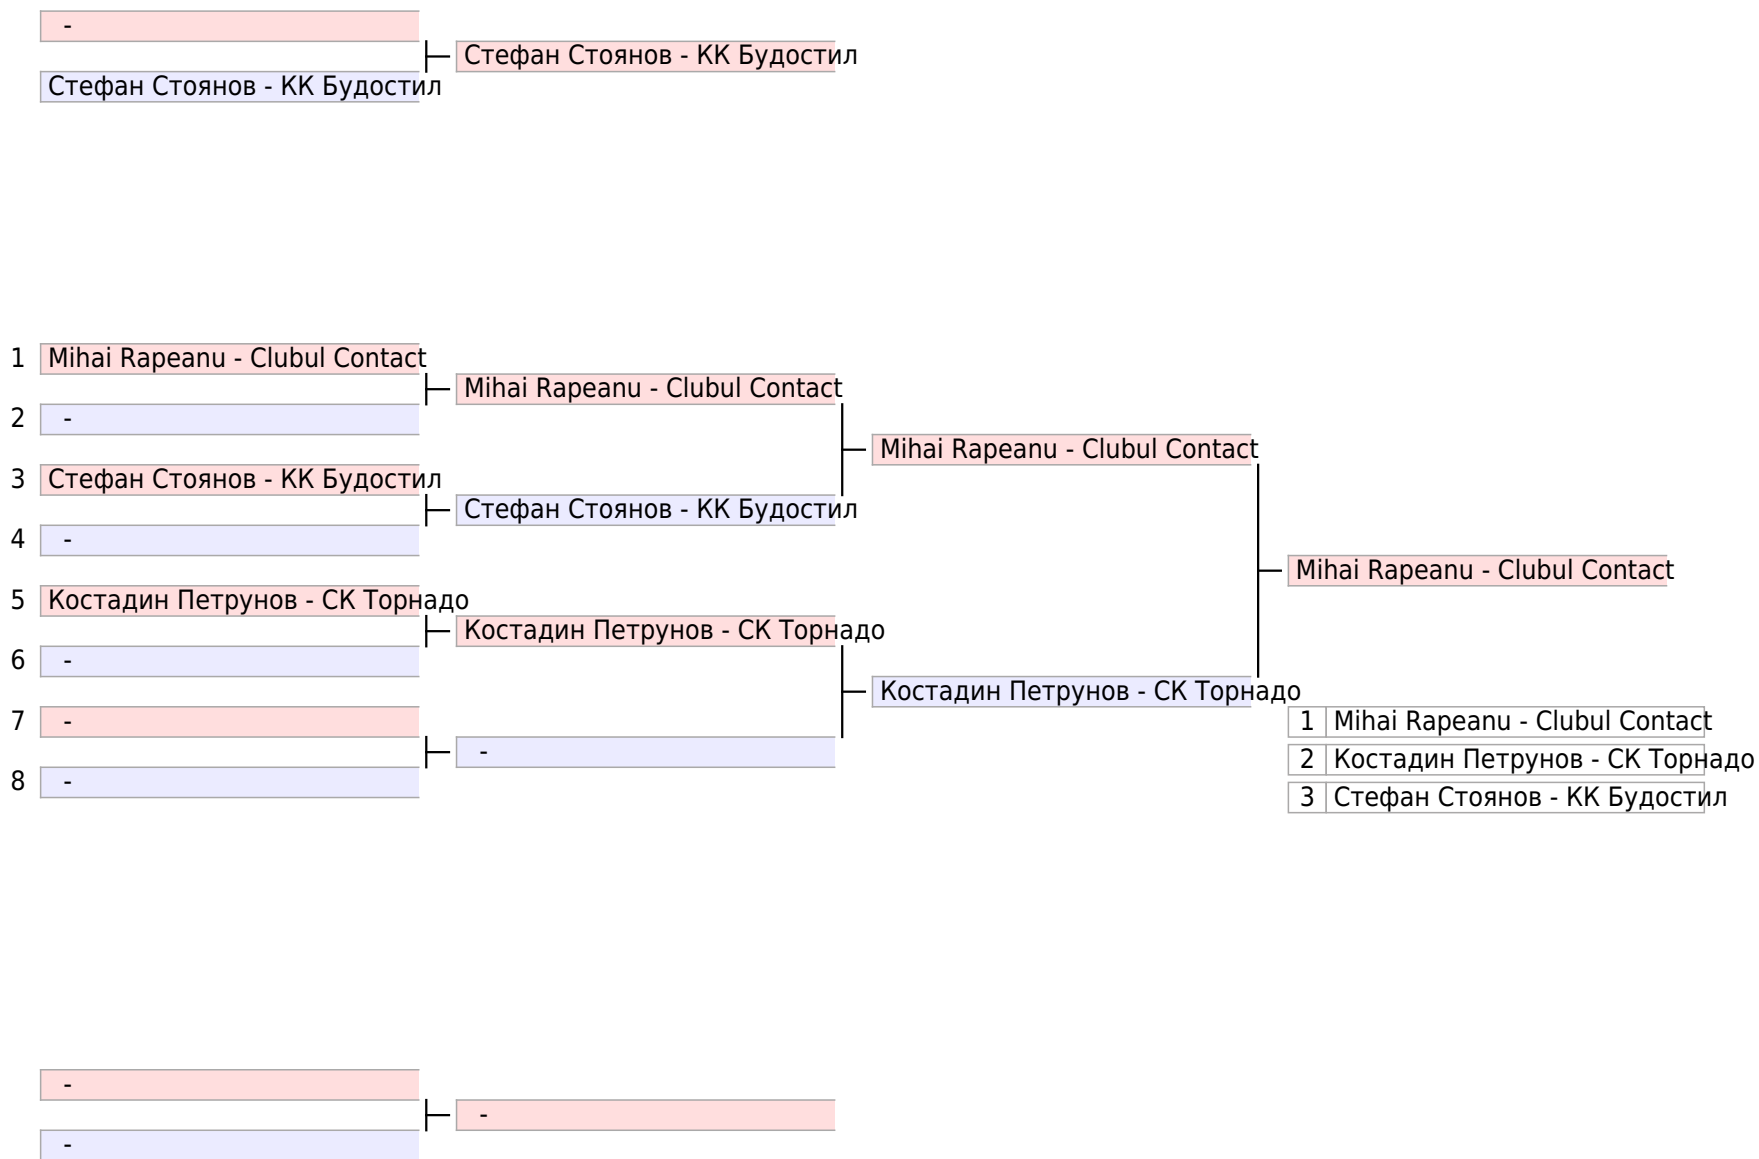 -
Стефан Стоянов - КК Будостил
Стефан Стоянов - КК Будостил
1 Mihai Rapeanu - Clubul Contact
Mihai Rapeanu - Clubul Contact
2 -
Mihai Rapeanu - Clubul Contact
3 Стефан Стоянов - КК Будостил
Стефан Стоянов - КК Будостил
4 -
Mihai Rapeanu - Clubul Contact
5 Костадин Петрунов - СК Торнадо
Костадин Петрунов - СК Торнадо
6 -
Костадин Петрунов - СК Торнадо
7 -
1 Mihai Rapeanu - Clubul Contact
-
2 Костадин Петрунов - СК Торнадо
8 -
3 Стефан Стоянов - КК Будостил
-
-
-